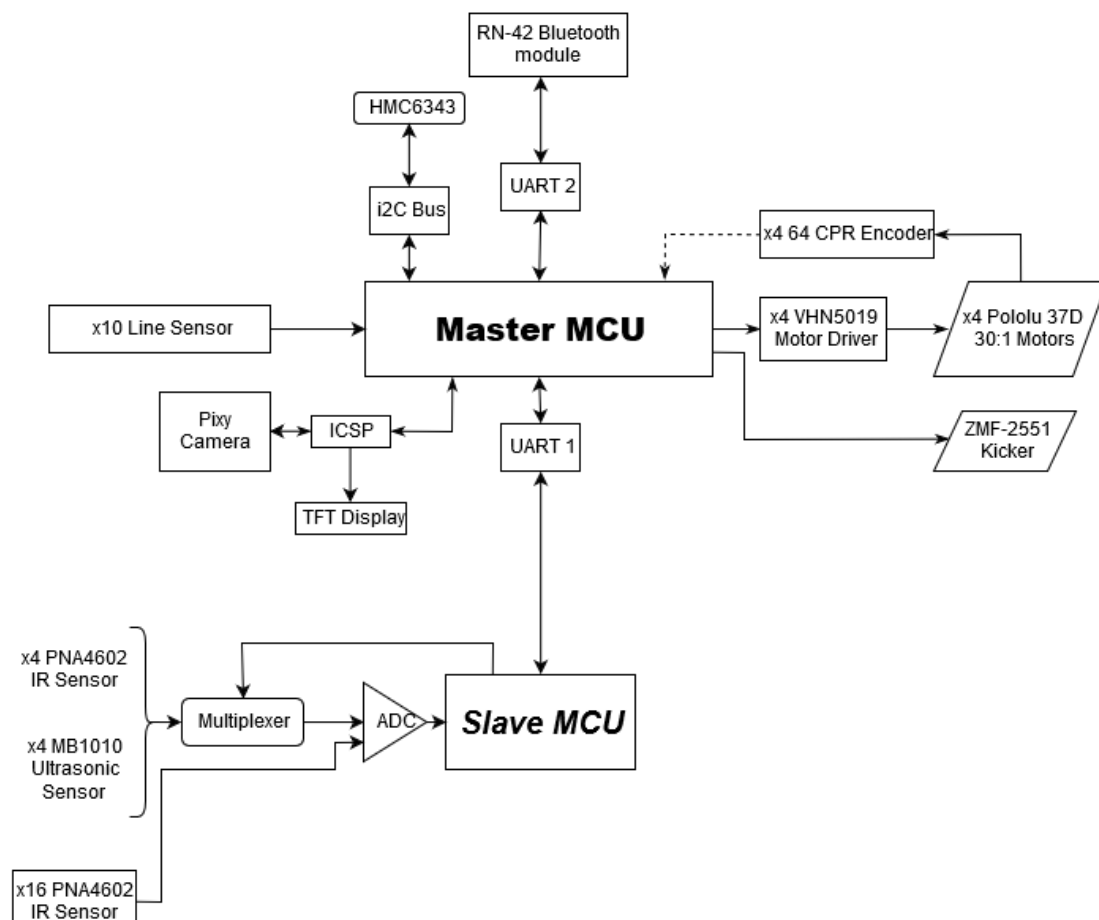 RN-42 Bluetooth
module
HMC6343
UART 2
i2C Bus
x4 64 CPR Encoder
x10 Line Sensor
Master MCU
x4 VHN5019
Motor Driver
x4 Pololu 37D
30:1 Motors
Pixy
Camera
ICSP
UART 1
ZMF-2551
Kicker
TFT Display
x4 PNA4602
IR Sensor
Multiplexer
ADC
Slave MCU
x4 MB1010
Ultrasonic
Sensor
x16 PNA4602
IR Sensor